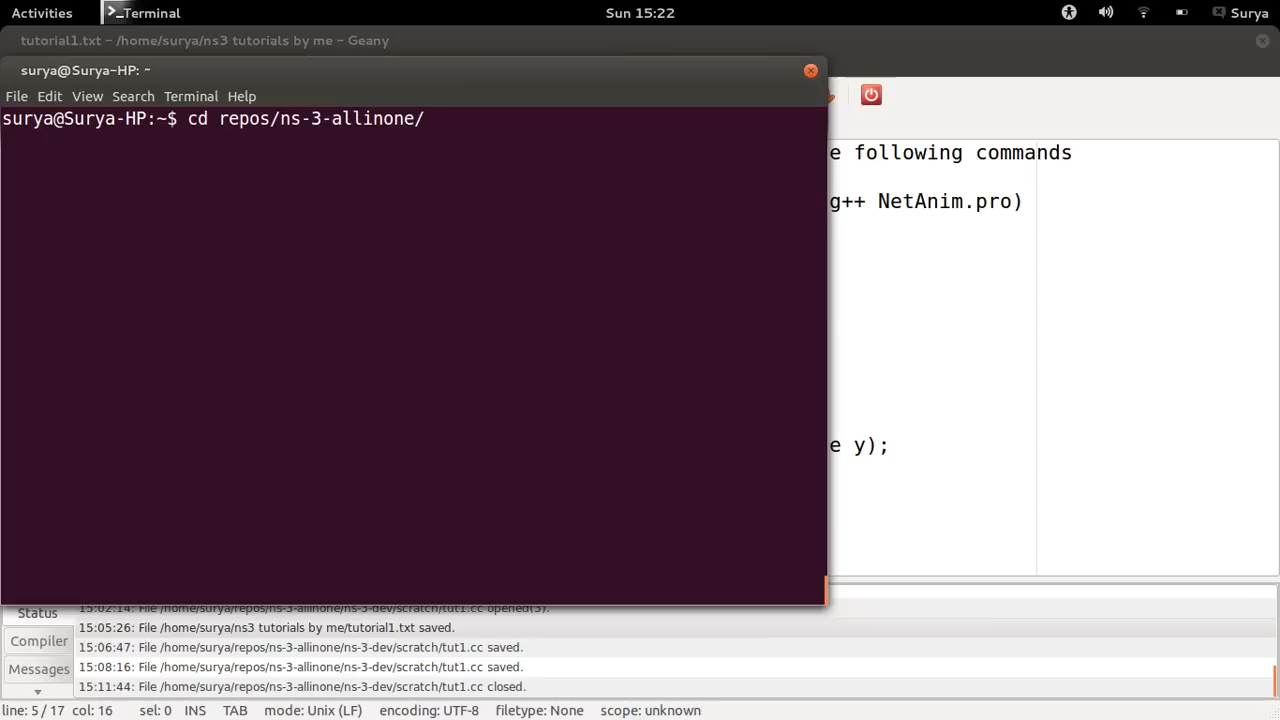 Activities
Terminal
Sun 15:22
Surya
tutorial1.txt – /home/surya/ns3 tutorials by me – Geany
surya@Surya-HP: ~
File Edit View Search Terminal Help
surya@Surya-HP:~$ cd repos/ns-3-allinone/
e following commands
g++ NetAnim.pro)
e y);
Status
Compiler
Messages
15:02:14: File /home/surya/repos/ns-3-allinone/ns-3-dev/scratch/tut1.cc opened(3).
15:05:26: File /home/surya/ns3 tutorials by me/tutorial1.txt saved.
15:06:47: File /home/surya/repos/ns-3-allinone/ns-3-dev/scratch/tut1.cc saved.
15:08:16: File /home/surya/repos/ns-3-allinone/ns-3-dev/scratch/tut1.cc saved.
15:11:44: File /home/surya/repos/ns-3-allinone/ns-3-dev/scratch/tut1.cc closed.
line: 5 / 17 col: 16 sel: 0 INS TAB mode: Unix (LF) encoding: UTF-8 filetype: None scope: unknown